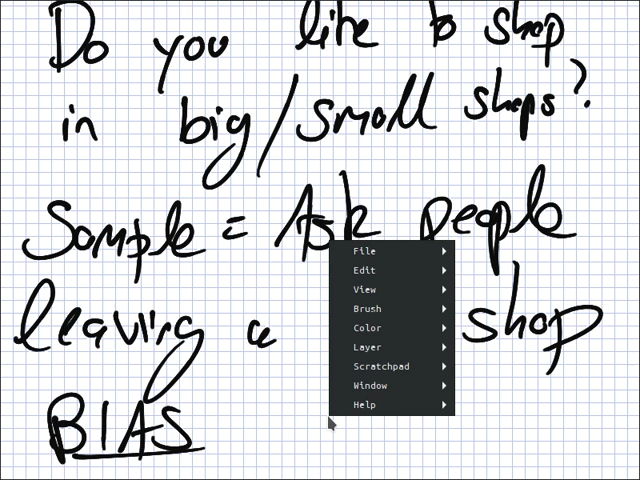 Do you like to shop
in big/small shops?
Sample = Ask people
leaving a shop
BIAS
File
Edit
View
Brush
Color
Layer
Scratchpad
Window
Help